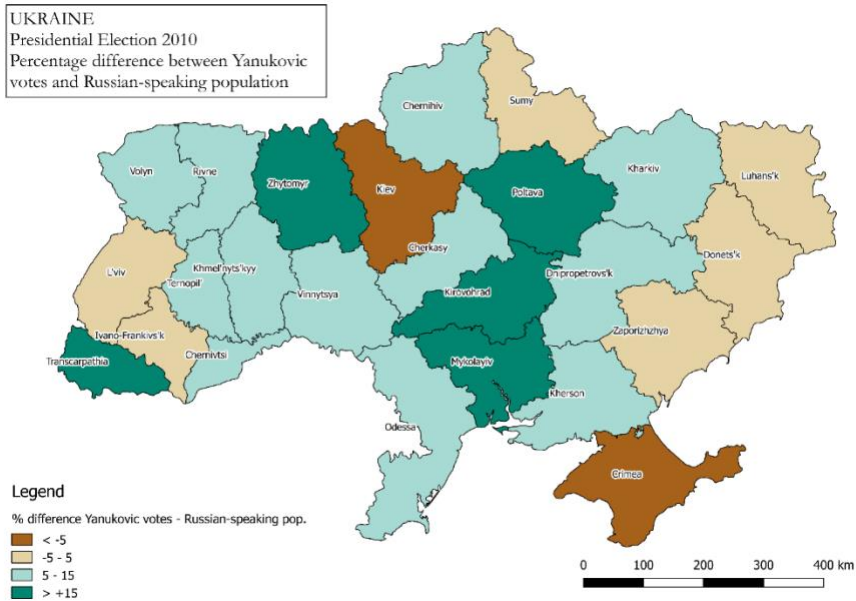 UKRAINE
Presidential Election 2010
Percentage difference between Yanukovic
votes and Russian-speaking population
Chernihiv
Sumy
Volyn
Rivne
Zhytomyr
Kiev
Poltava
Kharkiv
Luhans'k
Cherkasy
L'viv
Ternopil'
Khmel'nyts'kyy
Vinnytsya
Kirovohrad
Dnipropetrovs'k
Donets'k
Ivano-Frankivs'k
Chernivtsi
Transcarpathia
Mykolayiv
Zaporizhzhya
Kherson
Odessa
Crimea
Legend
% difference Yanukovic votes - Russian-speaking pop.
< -5
-5 - 5
5 - 15
> +15
0 100 200 300 400 km